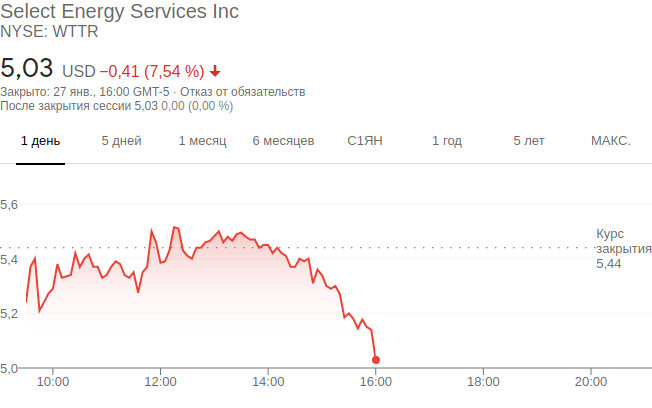 Select Energy Services Inc
NYSE: WTTR
5,03 USD −0,41 (7,54 %)
Закрыто: 27 янв., 16:00 GMT-5 · Отказ от обязательств
После закрытия сессии 5,03 0,00 (0,00 %)
1 день 5 дней 1 месяц 6 месяцев С1ЯН 1 год 5 лет МАКС.
5,6
Курс
закрытия
5,44
5,4
5,2
5,0
10:00 12:00 14:00 16:00 18:00 20:00